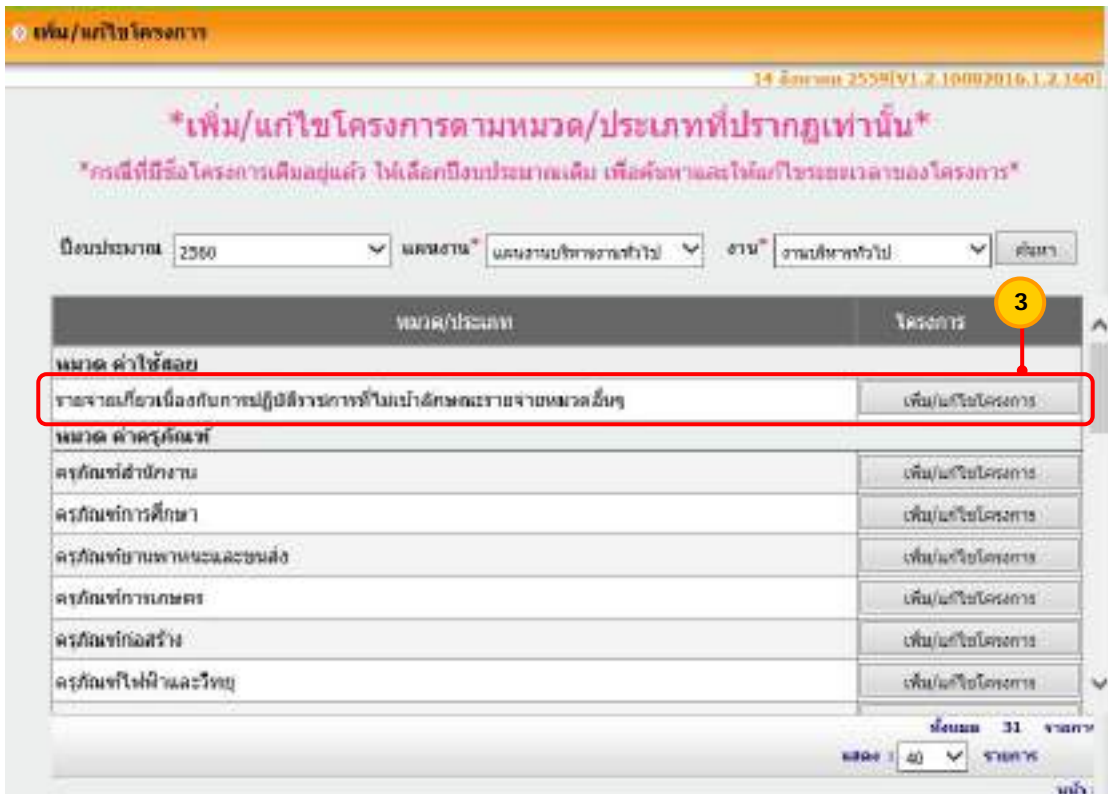 เพิ่ม/แก้ไขโครงการ
14 สิงหาคม 2559[V1.2.10082016.1.2.160]
*เพิ่ม/แก้ไขโครงการตามหมวด/ประเภทที่ปรากฏเท่านั้น*
*กรณีที่มีชื่อโครงการเดิมอยู่แล้ว ให้เลือกปีงบประมาณเดิม เพื่อค้นหาและให้แก้ไขระยะเวลาของโครงการ*
ปีงบประมาณ 2560 แผนงาน* แผนงานบริหารงานทั่วไป งาน* งานบริหารทั่วไป ค้นหา
3
หมวด/ประเภท โครงการ
หมวด ค่าใช้สอย
รายจ่ายเกี่ยวเนื่องกับการปฏิบัติราชการที่ไม่เข้าลักษณะรายจ่ายหมวดอื่นๆ เพิ่ม/แก้ไขโครงการ
หมวด ค่าครุภัณฑ์
ครุภัณฑ์สำนักงาน เพิ่ม/แก้ไขโครงการ
ครุภัณฑ์การศึกษา เพิ่ม/แก้ไขโครงการ
ครุภัณฑ์ยานพาหนะและขนส่ง เพิ่ม/แก้ไขโครงการ
ครุภัณฑ์การเกษตร เพิ่ม/แก้ไขโครงการ
ครุภัณฑ์ก่อสร้าง เพิ่ม/แก้ไขโครงการ
ครุภัณฑ์ไฟฟ้าและวิทยุ เพิ่ม/แก้ไขโครงการ
ทั้งหมด 31 รายการ
แสดง : 40 รายการ
หน้า :